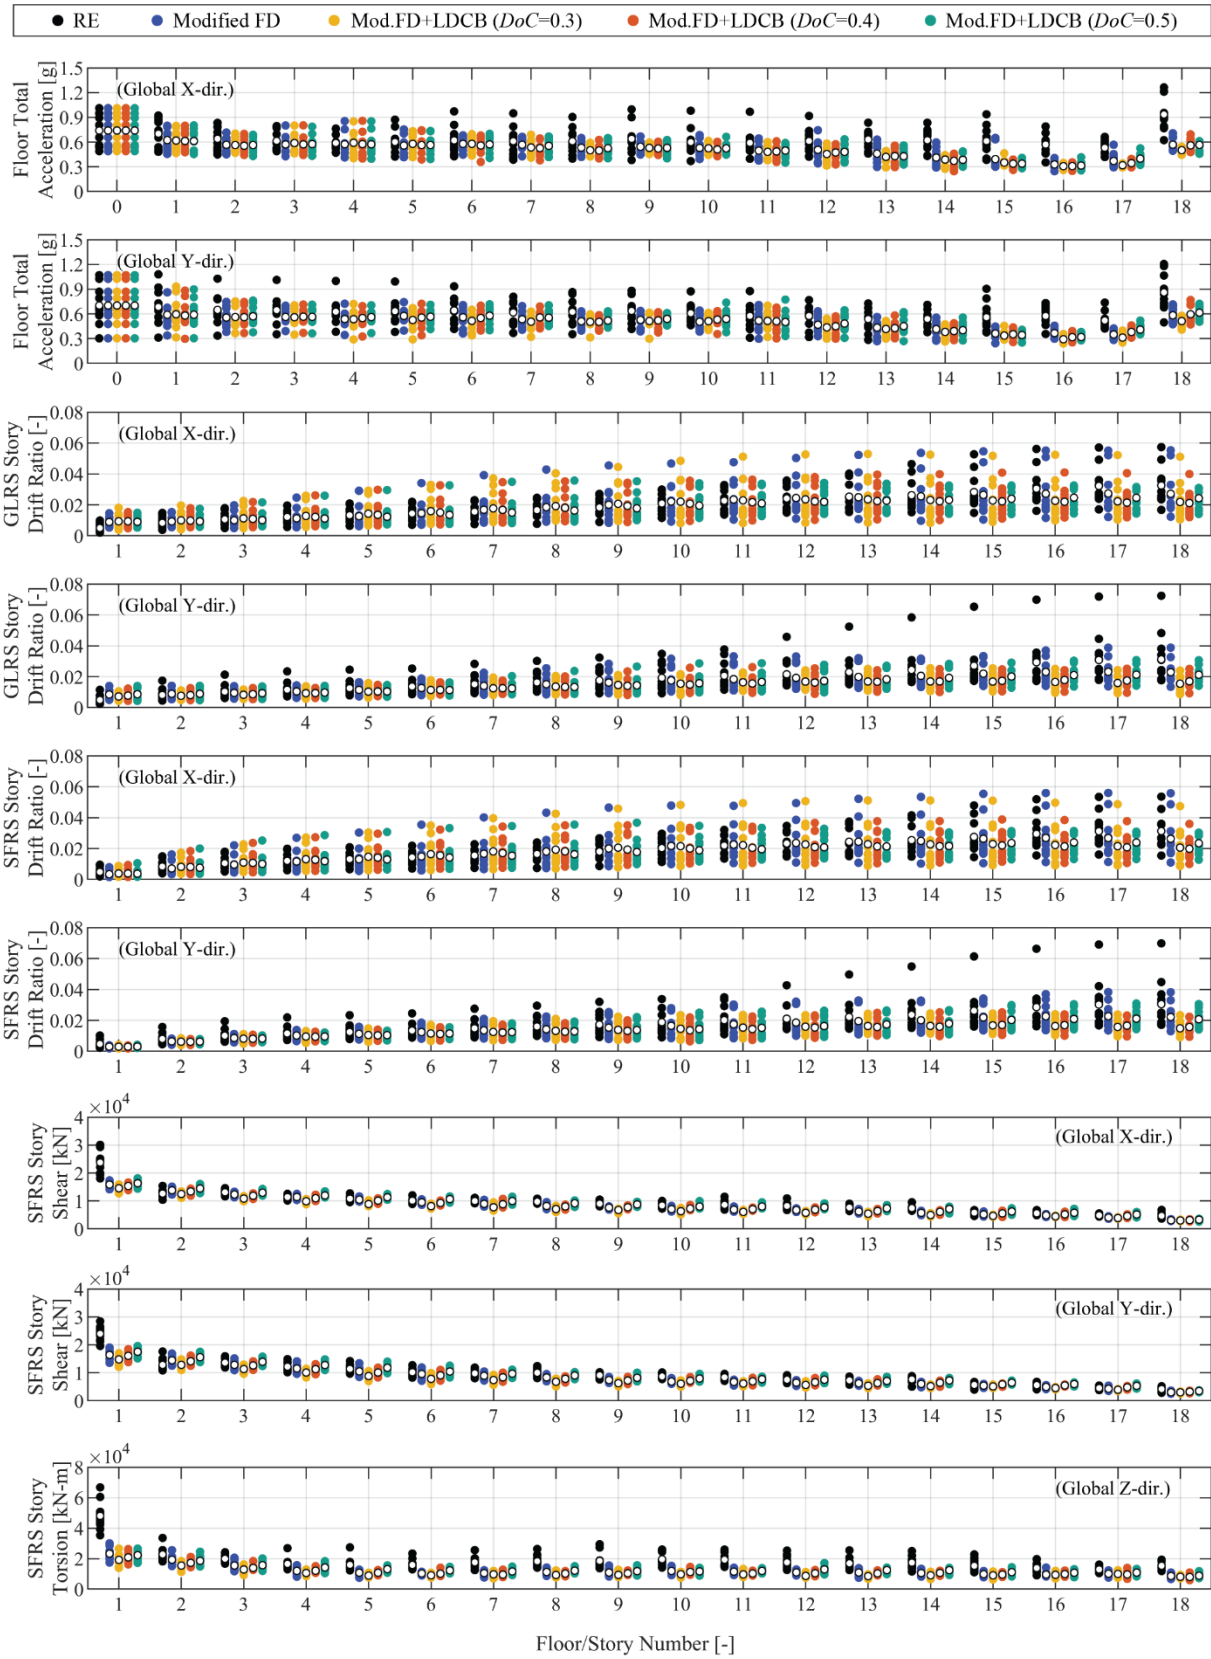 RE Modified FD Mod.FD+LDCB (DoC=0.3) Mod.FD+LDCB (DoC=0.4) Mod.FD+LDCB (DoC=0.5)
Floor Total
Acceleration [g]
(Global X-dir.)
1.5
1.2
0.9
0.6
0.3
0
0 1 2 3 4 5 6 7 8 9 10 11 12 13 14 15 16 17 18
Floor Total
Acceleration [g]
(Global Y-dir.)
1.5
1.2
0.9
0.6
0.3
0
0 1 2 3 4 5 6 7 8 9 10 11 12 13 14 15 16 17 18
GLRS Story
Drift Ratio [-]
(Global X-dir.)
0.08
0.06
0.04
0.02
0
1 2 3 4 5 6 7 8 9 10 11 12 13 14 15 16 17 18
GLRS Story
Drift Ratio [-]
(Global Y-dir.)
0.08
0.06
0.04
0.02
0
1 2 3 4 5 6 7 8 9 10 11 12 13 14 15 16 17 18
SFRS Story
Drift Ratio [-]
(Global X-dir.)
0.08
0.06
0.04
0.02
0
1 2 3 4 5 6 7 8 9 10 11 12 13 14 15 16 17 18
SFRS Story
Drift Ratio [-]
(Global Y-dir.)
0.08
0.06
0.04
0.02
0
1 2 3 4 5 6 7 8 9 10 11 12 13 14 15 16 17 18
SFRS Story
Shear [kN]
×10⁴
(Global X-dir.)
4
3
2
1
0
1 2 3 4 5 6 7 8 9 10 11 12 13 14 15 16 17 18
SFRS Story
Shear [kN]
×10⁴
(Global Y-dir.)
4
3
2
1
0
1 2 3 4 5 6 7 8 9 10 11 12 13 14 15 16 17 18
SFRS Story
Torsion [kN-m]
×10⁴
(Global Z-dir.)
8
6
4
2
0
1 2 3 4 5 6 7 8 9 10 11 12 13 14 15 16 17 18
Floor/Story Number [-]